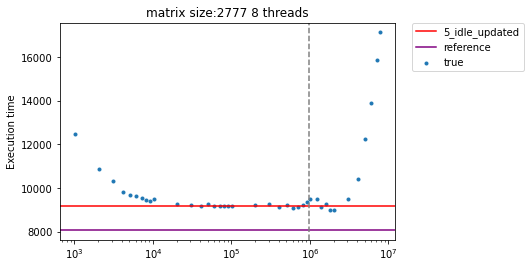 matrix size:2777 8 threads
Execution time
16000
14000
12000
10000
8000
10³
10⁴
10⁵
10⁶
10⁷
5_idle_updated
reference
true